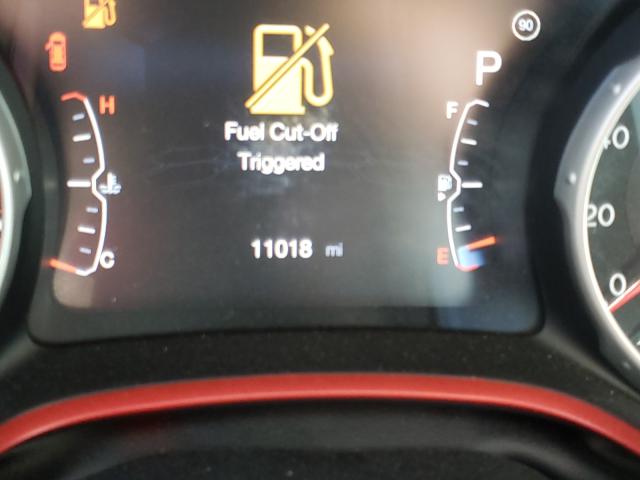 90
P
H
F
Fuel Cut-Off
Triggered
40
20
11018 mi
C
E
0